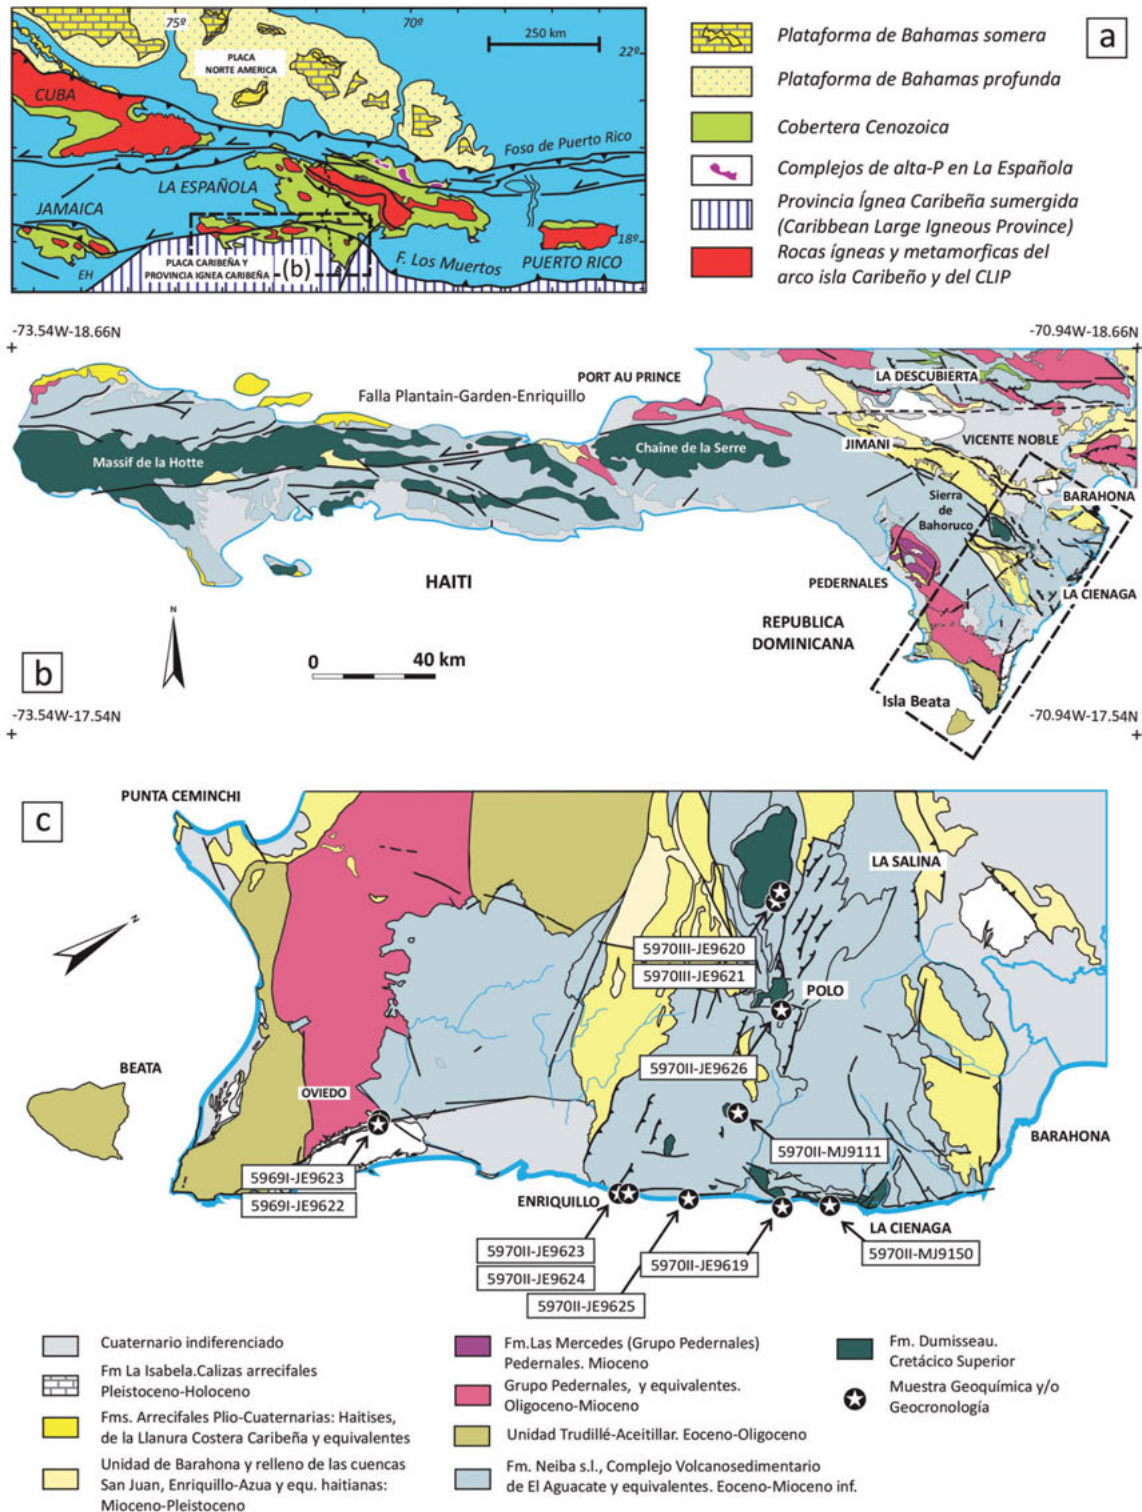 75º
70º
250 km
22º
PLACA
NORTE AMERICA
CUBA
Fosa de Puerto Rico
LA ESPAÑOLA
JAMAICA
18º
EH
PLACA CARIBEÑA Y
PROVINCIA IGNEA CARIBEÑA
(b)
F. Los Muertos
PUERTO RICO
a
Plataforma de Bahamas somera
Plataforma de Bahamas profunda
Cobertera Cenozoica
Complejos de alta-P en La Española
Provincia Ígnea Caribeña sumergida
(Caribbean Large Igneous Province)
Rocas ígneas y metamorficas del
arco isla Caribeño y del CLIP
-73.54W-18.66N
-70.94W-18.66N
PORT AU PRINCE
LA DESCUBIERTA
Falla Plantain-Garden-Enriquillo
JIMANI
VICENTE NOBLE
Massif de la Hotte
Chaîne de la Serre
BARAHONA
Sierra
de
Bahoruco
HAITI
PEDERNALES
LA CIENAGA
REPUBLICA
DOMINICANA
N
0
40 km
b
Isla Beata
-73.54W-17.54N
-70.94W-17.54N
c
PUNTA CEMINCHI
LA SALINA
N
5970III-JE9620
5970III-JE9621
POLO
BEATA
OVIEDO
5970II-JE9626
5970II-MJ9111
BARAHONA
5969I-JE9623
5969I-JE9622
ENRIQUILLO
LA CIENAGA
5970II-JE9623
5970II-JE9624
5970II-JE9619
5970II-MJ9150
5970II-JE9625
Cuaternario indiferenciado
Fm La Isabela.Calizas arrecifales
Pleistoceno-Holoceno
Fms. Arrecifales Plio-Cuaternarias: Haitises,
de la Llanura Costera Caribeña y equivalentes
Unidad de Barahona y relleno de las cuencas
San Juan, Enriquillo-Azua y equ. haitianas:
Mioceno-Pleistoceno
Fm.Las Mercedes (Grupo Pedernales)
Pedernales. Mioceno
Grupo Pedernales, y equivalentes.
Oligoceno-Mioceno
Unidad Trudillé-Aceitillar. Eoceno-Oligoceno
Fm. Neiba s.l., Complejo Volcanosedimentario
de El Aguacate y equivalentes. Eoceno-Mioceno inf.
Fm. Dumisseau.
Cretácico Superior
Muestra Geoquímica y/o
Geocronología